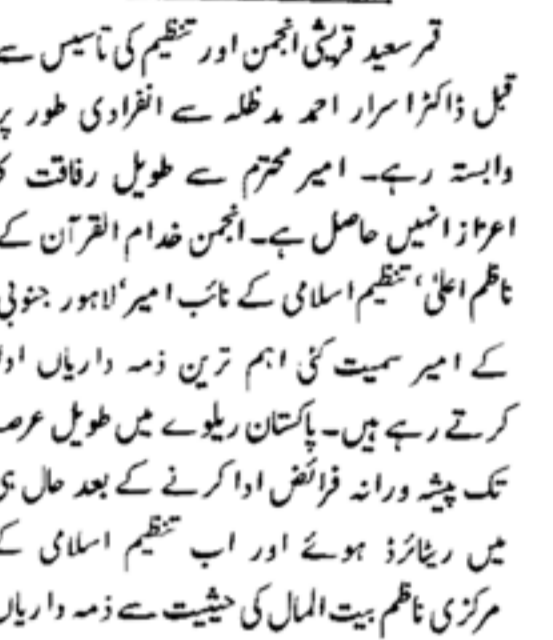 قمر سعید قریشی انجمن اور تنظیم کی تاسیس سے
قبل ڈاکٹر اسرار احمد مدظلہ سے انفرادی طور پر
وابستہ رہے۔ امیر محترم سے طویل رفاقت کا
اعزاز انہیں حاصل ہے۔ انجمن خدام القرآن کے
ناظم اعلیٰ، تنظیم اسلامی کے نائب امیر، لاہور جنوبی
کے امیر سمیت کئی اہم ترین ذمہ داریاں ادا
کرتے رہے ہیں۔ پاکستان ریلوے میں طویل عرصہ
تک پیشہ ورانہ فرائض ادا کرنے کے بعد حال ہی
میں ریٹائرڈ ہوئے اور اب تنظیم اسلامی کے
مرکزی ناظم بیت المال کی حیثیت سے ذمہ داریاں